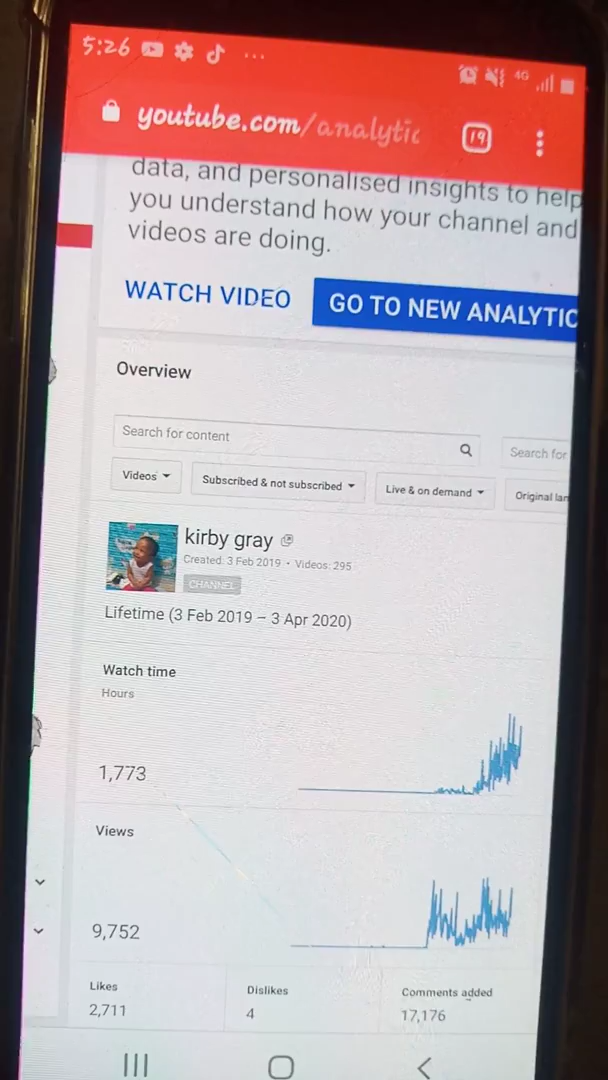 5:26 ... 4G
youtube.com/analytic 19
data, and personalised insights to help
you understand how your channel and
videos are doing.
WATCH VIDEO GO TO NEW ANALYTIC
Overview
Search for content Search for
Videos Subscribed & not subscribed Live & on demand Original lan
kirby gray
Created: 3 Feb 2019 • Videos: 295
CHANNEL
Lifetime (3 Feb 2019 – 3 Apr 2020)
Watch time
Hours
1,773
Views
9,752
Likes Dislikes Comments added
2,711 4 17,176